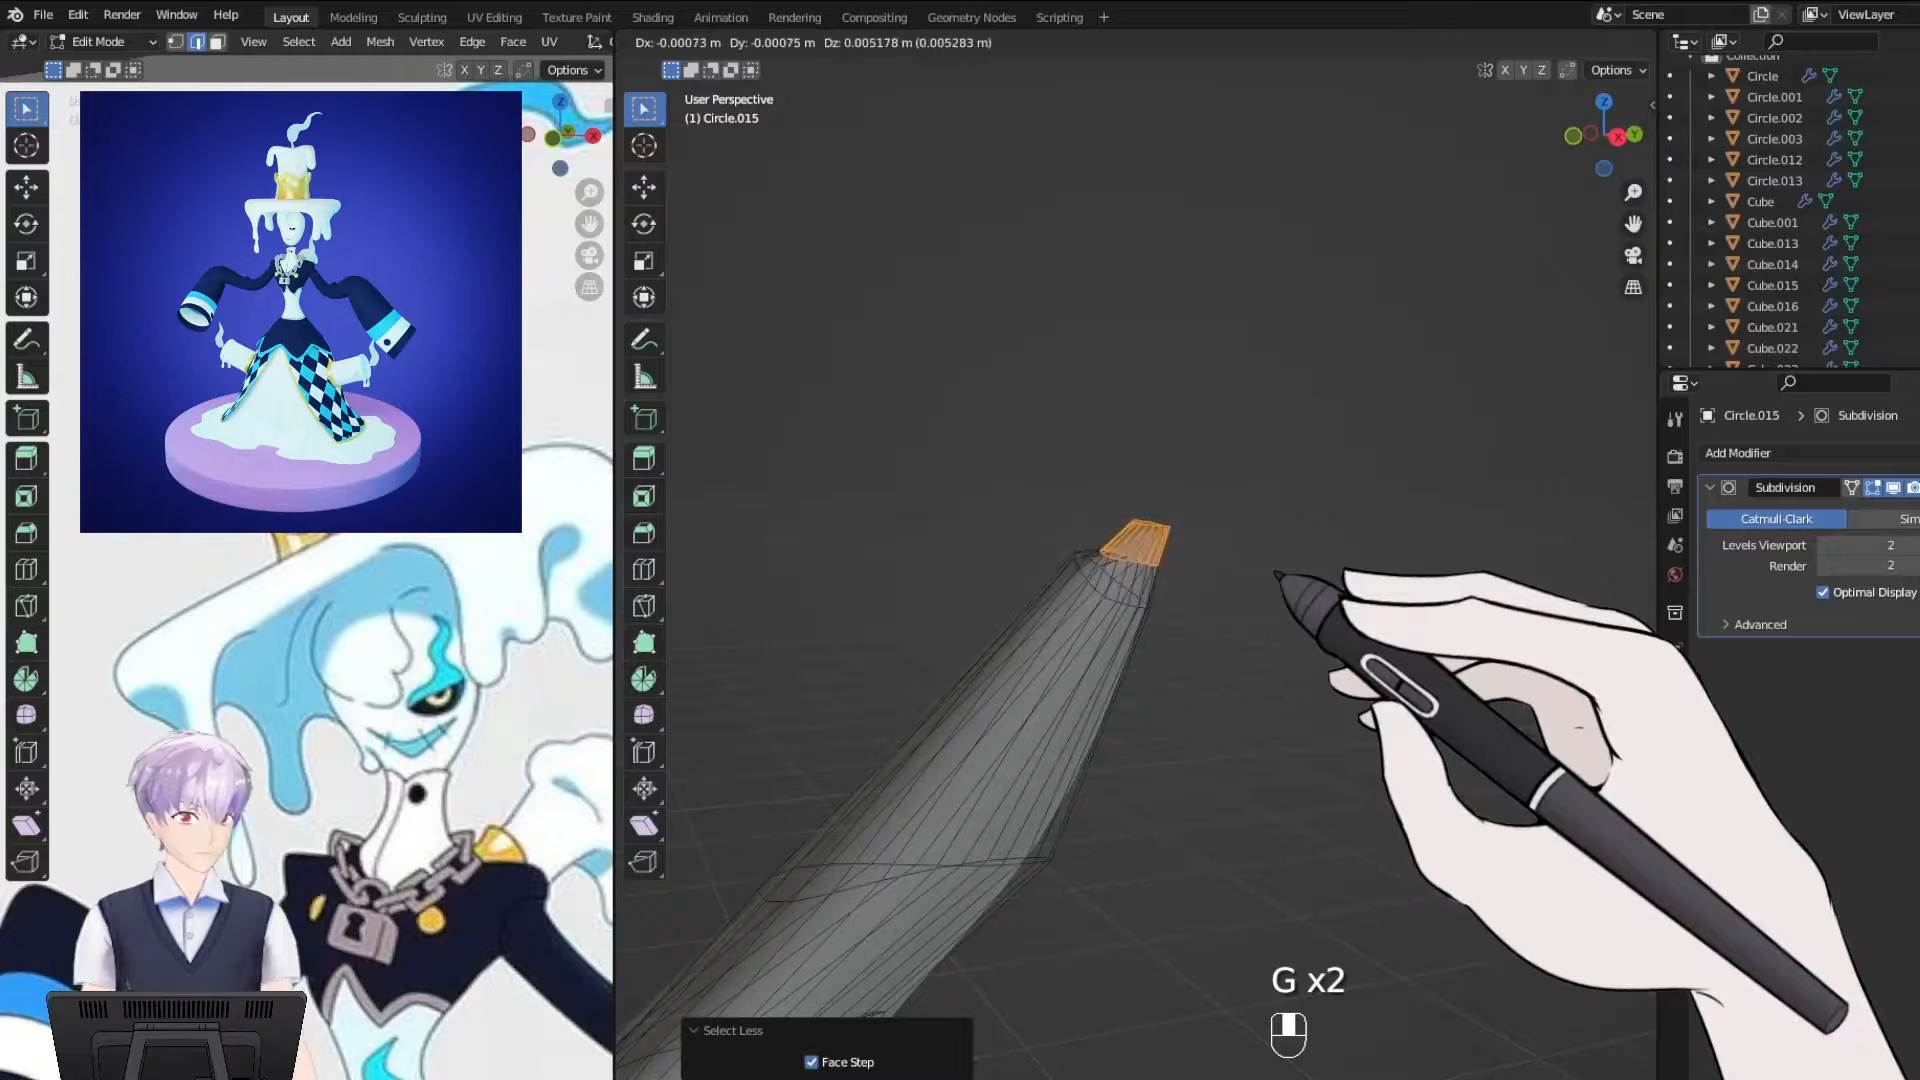 File Edit Render Window Help Layout Modeling Sculpting UV Editing Texture Paint Shading Animation Rendering Compositing Geometry Nodes Scripting + Scene ViewLayer
Edit Mode View Select Add Mesh Vertex Edge Face UV Dx: -0.00073 m Dy: -0.00075 m Dz: 0.005178 m (0.005283 m)
X Y Z Options X Y Z Options
User Perspective
(1) Circle.015
Z
X
Z
X
Y
Circle
Circle.001
Circle.002
Circle.003
Circle.012
Circle.013
Cube
Cube.001
Cube.013
Cube.014
Cube.015
Cube.016
Cube.021
Cube.022
Circle.015 > Subdivision
Add Modifier
Subdivision
Catmull-Clark Sim
Levels Viewport 2
Render 2
Optimal Display
> Advanced
G x2
Select Less
Face Step